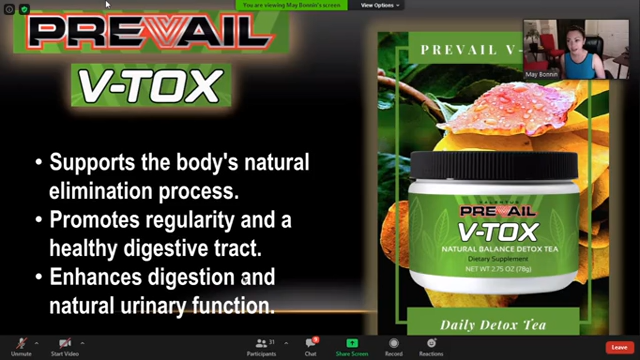 You are viewing May Bonnin's screen
View Options
PREVAIL
V-TOX
PREVAIL V-
May Bonnin
• Supports the body's natural
elimination process.
• Promotes regularity and a
healthy digestive tract.
• Enhances digestion and
natural urinary function.
VALENTUS
PREVAIL
V-TOX
NATURAL BALANCE DETOX TEA
Dietary Supplement
NET WT 2.75 OZ (78g)
Daily Detox Tea
Unmute
Start Video
31
Participants
Chat
Share Screen
Record
Reactions
Leave